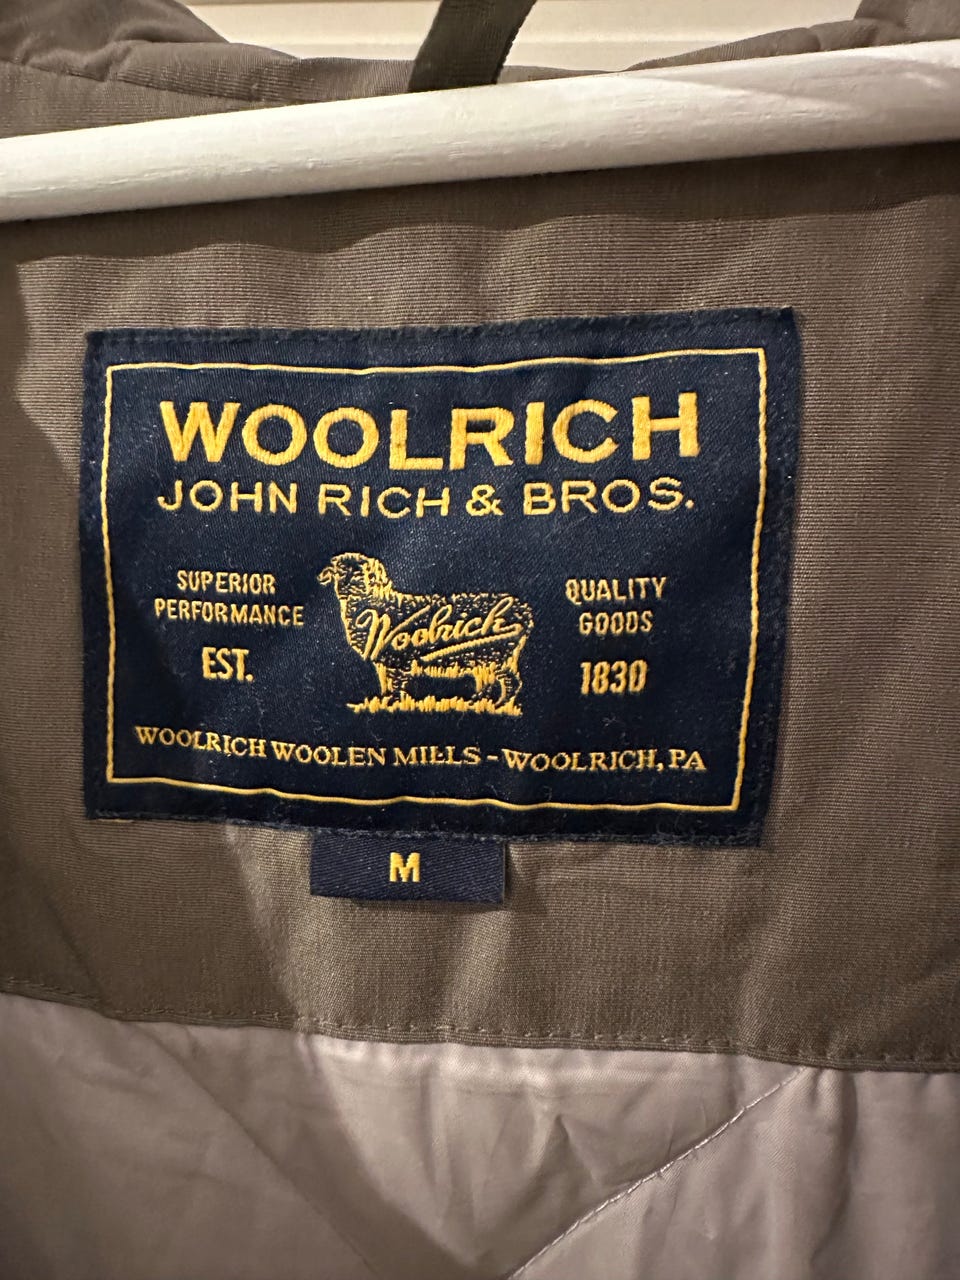 WOOLRICH
JOHN RICH & BROS.
SUPERIOR
PERFORMANCE
EST.
Woolrich
QUALITY
GOODS
1830
WOOLRICH WOOLEN MILLS - WOOLRICH, PA
M